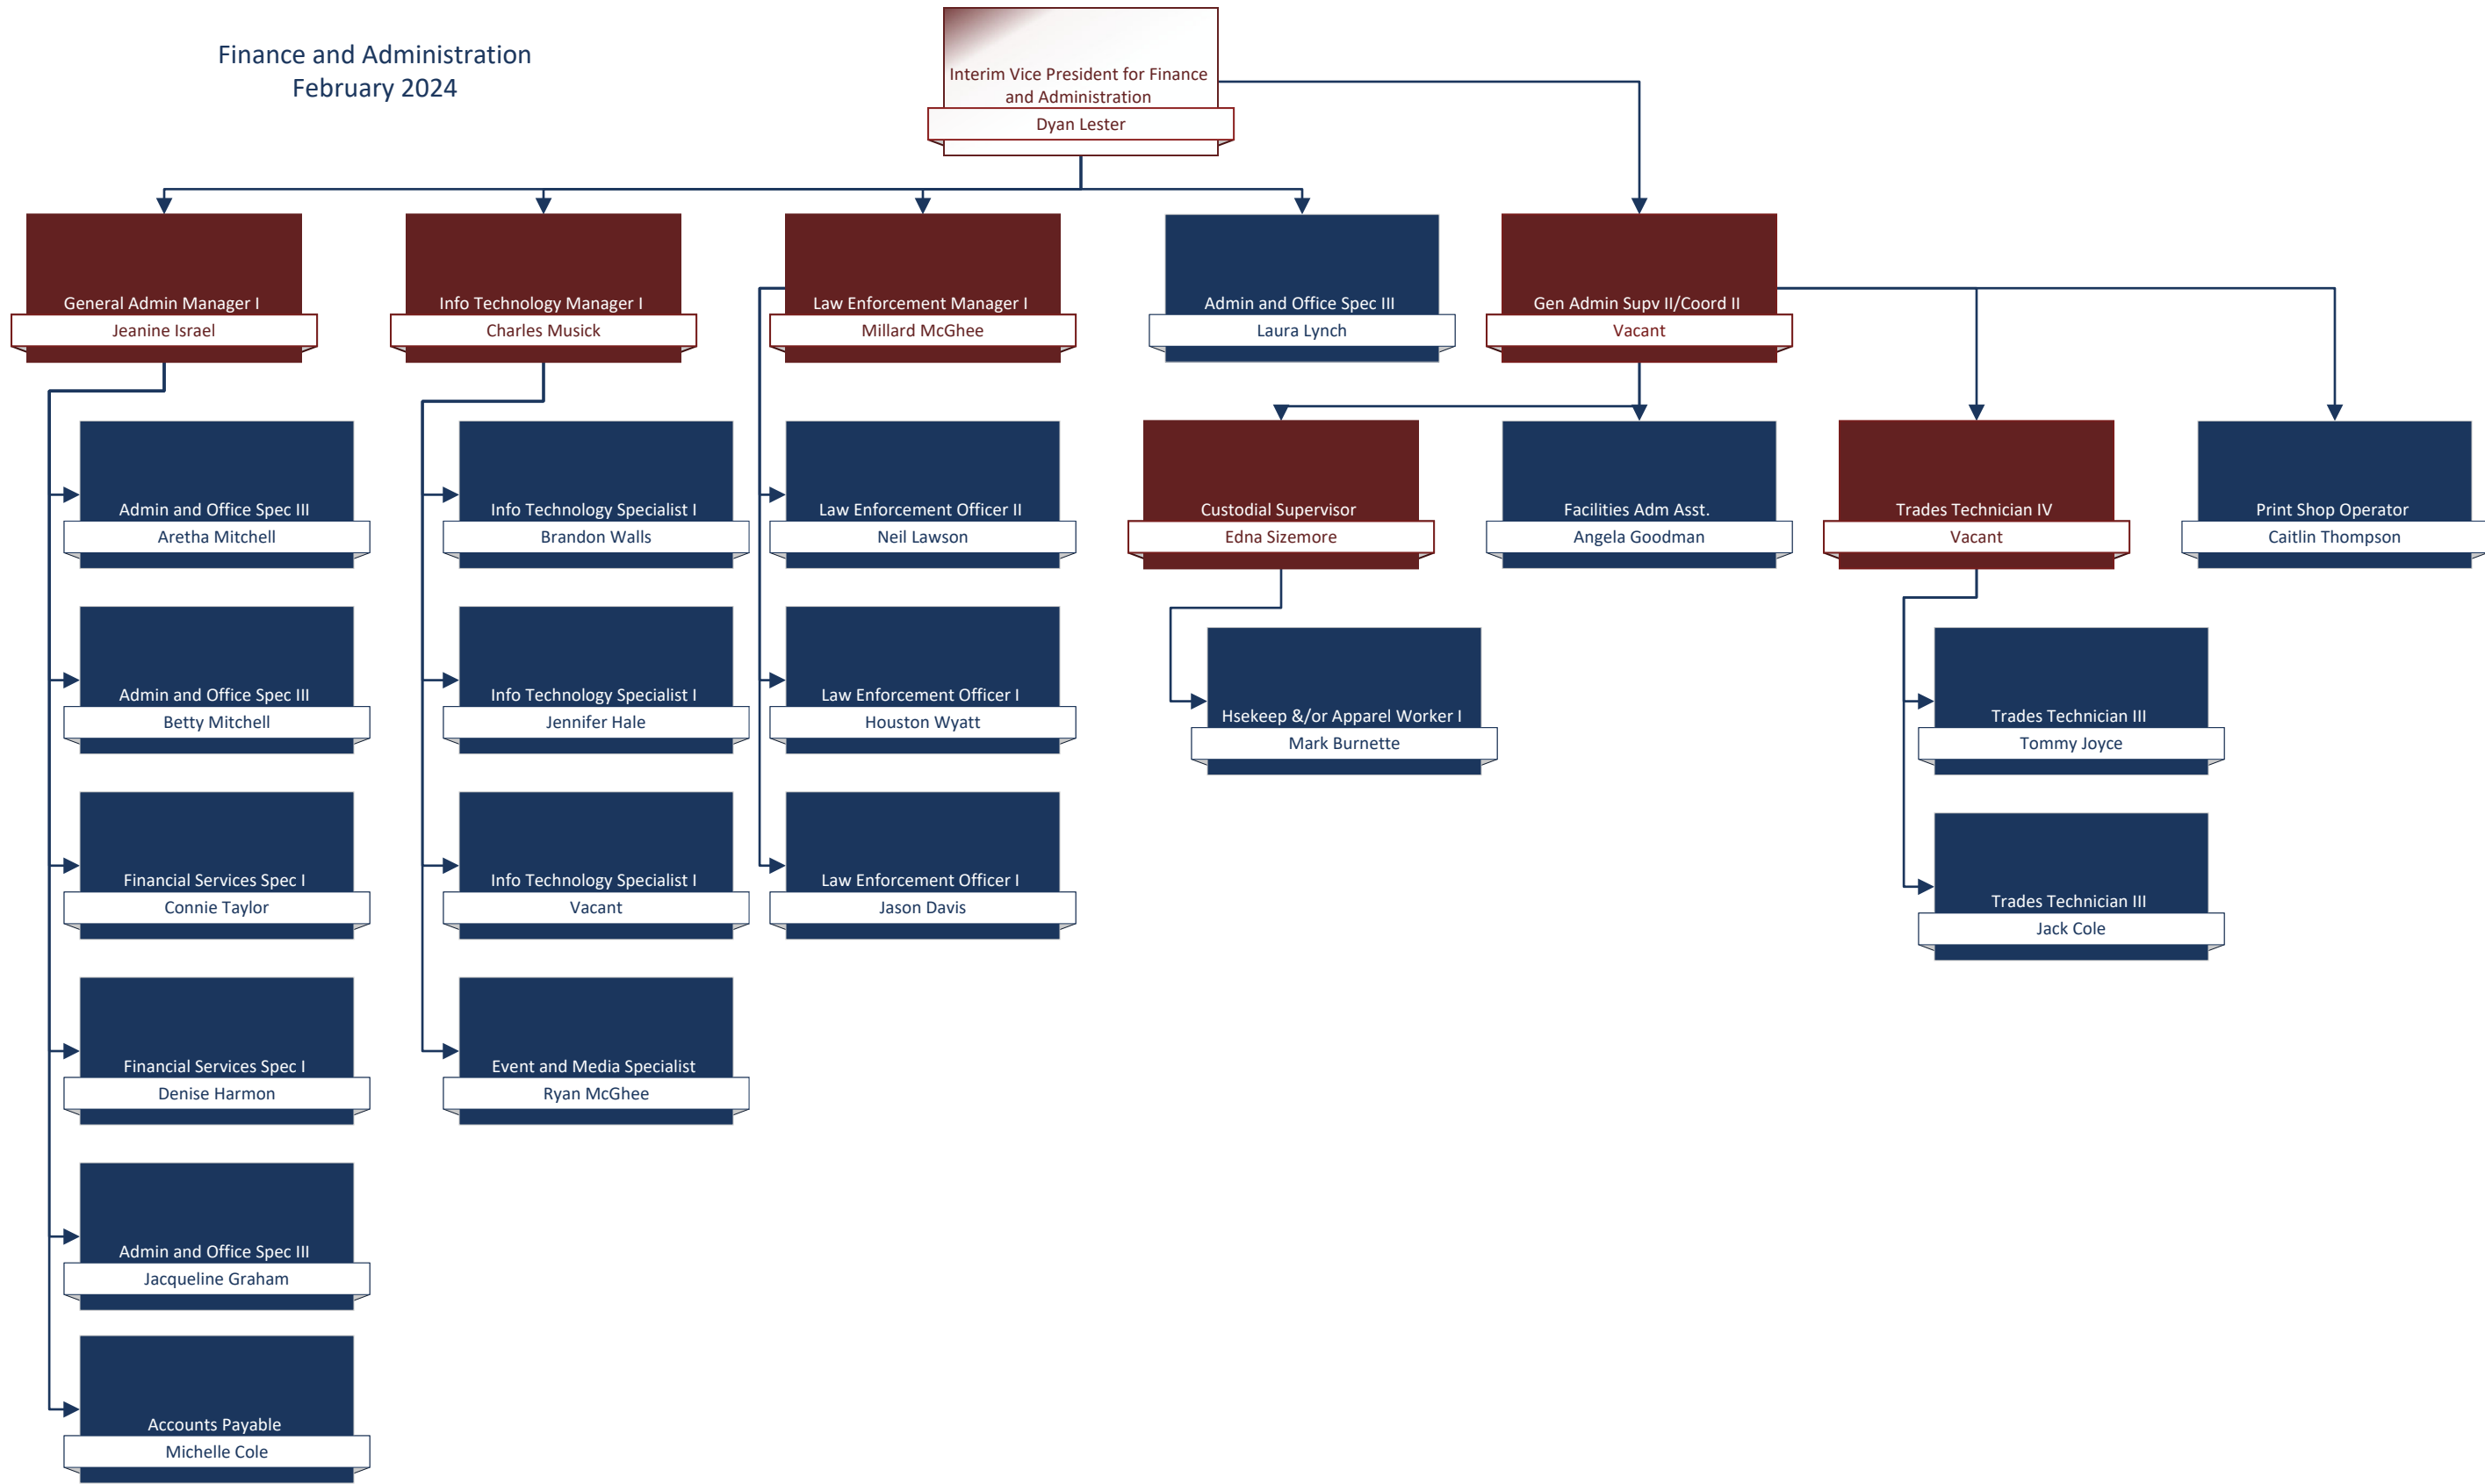 Finance and Administration
February 2024
Interim Vice President for Finance
and Administration
Dyan Lester
General Admin Manager I
Jeanine Israel
Info Technology Manager I
Charles Musick
Law Enforcement Manager I
Millard McGhee
Admin and Office Spec III
Laura Lynch
Gen Admin Supv II/Coord II
Vacant
Admin and Office Spec III
Aretha Mitchell
Info Technology Specialist I
Brandon Walls
Law Enforcement Officer II
Neil Lawson
Custodial Supervisor
Edna Sizemore
Facilities Adm Asst.
Angela Goodman
Trades Technician IV
Vacant
Print Shop Operator
Caitlin Thompson
Admin and Office Spec III
Betty Mitchell
Info Technology Specialist I
Jennifer Hale
Law Enforcement Officer I
Houston Wyatt
Hsekeep &/or Apparel Worker I
Mark Burnette
Trades Technician III
Tommy Joyce
Financial Services Spec I
Connie Taylor
Info Technology Specialist I
Vacant
Law Enforcement Officer I
Jason Davis
Trades Technician III
Jack Cole
Financial Services Spec I
Denise Harmon
Event and Media Specialist
Ryan McGhee
Admin and Office Spec III
Jacqueline Graham
Accounts Payable
Michelle Cole